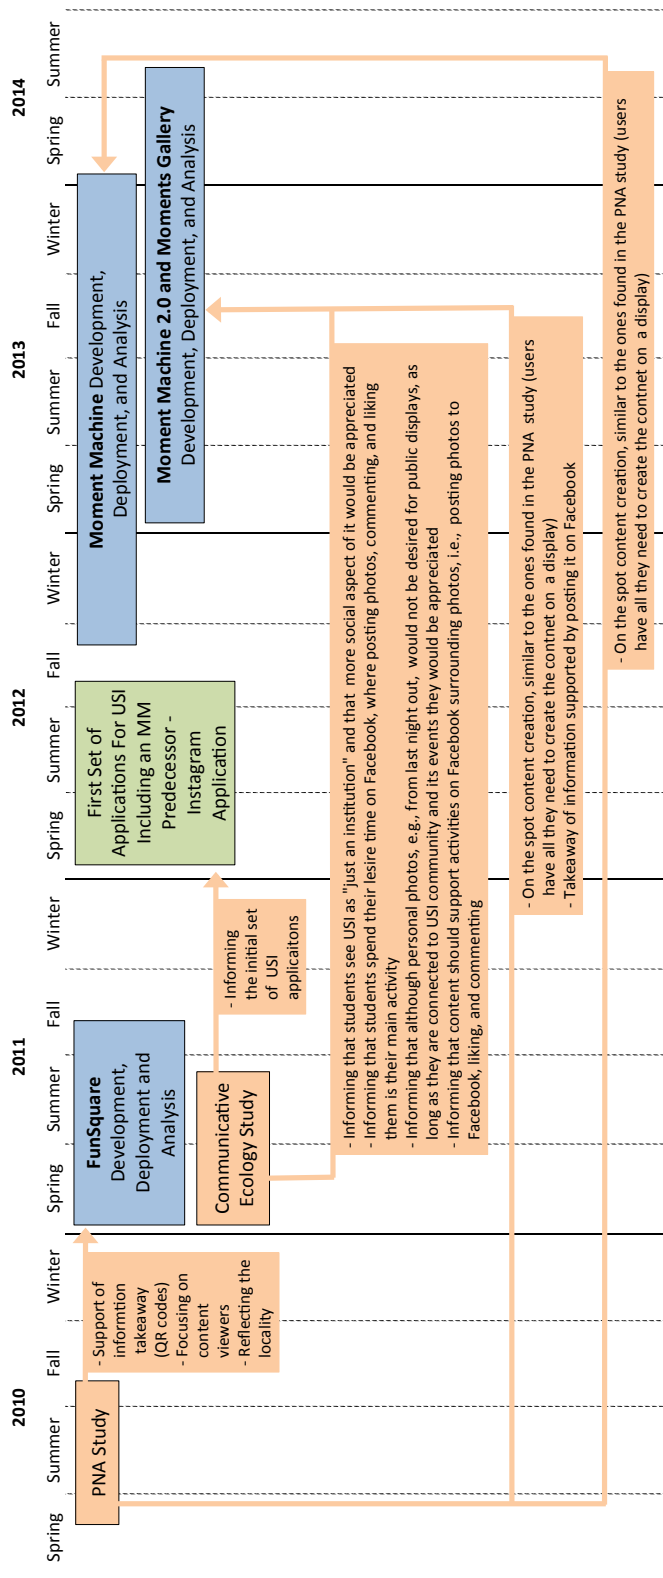 2010
2011
2012
2013
2014
Spring
Summer
Fall
Winter
Spring
Summer
Fall
Winter
Spring
Summer
Fall
Winter
Spring
Summer
Fall
Winter
Spring
Summer
PNA Study
- Support of
informtion
takeaway
(QR codes)
- Focusing on
content
viewers
- Reflecting the
locality
FunSquare
Development,
Deployment and
Analysis
Communicative
Ecology Study
- Informing
the initial set
of USI
applicaitons
First Set of
Applications For USI
Including an MM
Predecessor -
Instagram
Application
Moment Machine Development,
Deployment, and Analysis
Moment Machine 2.0 and Moments Gallery
Development, Deployment, and Analysis
- Informing that students see USI as "just an institution" and that more social aspect of it would be appreciated
- Informing that students spend their lesire time on Facebook, where posting photos, commenting, and liking
them is their main activity
- Informing that although personal photos, e.g., from last night out, would not be desired for public displays, as
long as they are connected to USI community and its events they would be appreciated
- Informing that content should support activities on Facebook surrounding photos, i.e., posting photos to
Facebook, liking, and commenting
- On the spot content creation, similar to the ones found in the PNA study (users
have all they need to create the contnet on a display)
- Takeaway of information supported by posting it on Facebook
- On the spot content creation, similar to the ones found in the PNA study (users
have all they need to create the contnet on a display)